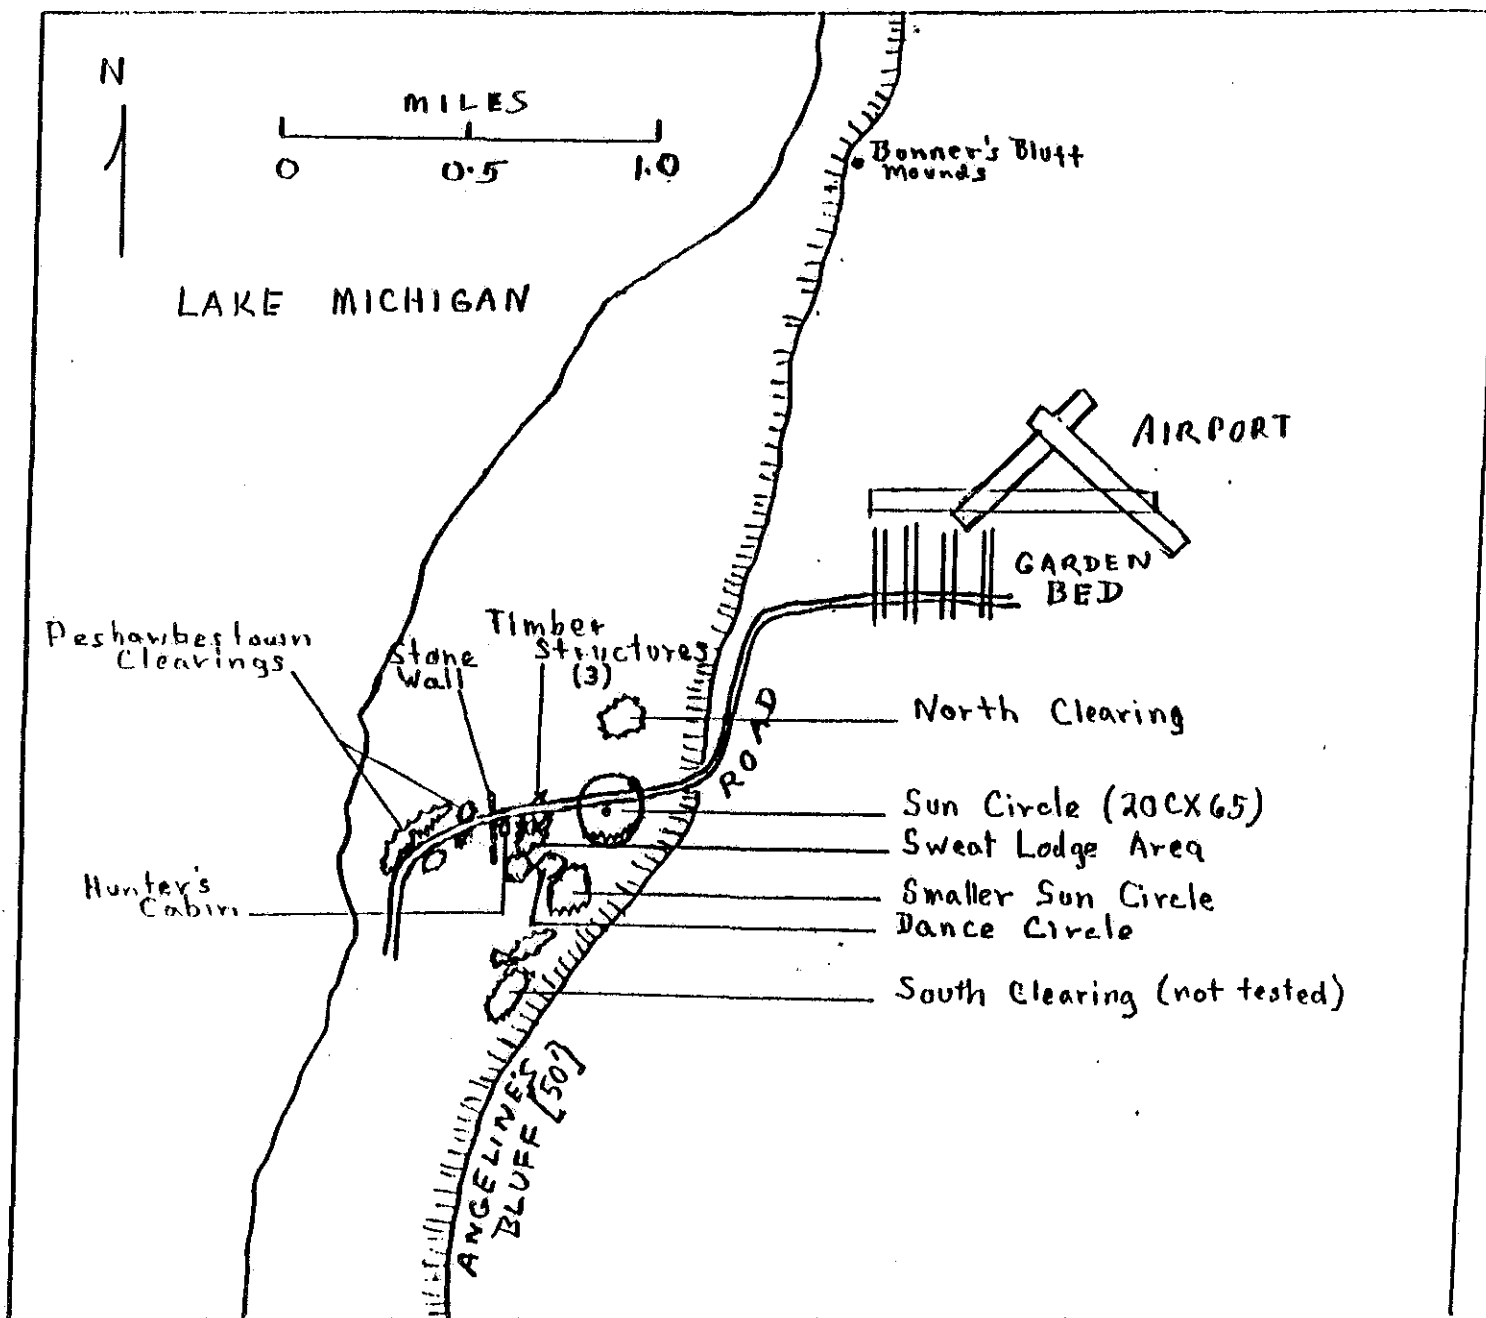 N
MILES
0 0.5 1.0
Bonner's Bluff
Mounds
LAKE MICHIGAN
AIRPORT
GARDEN
BED
Peshawbestown
Clearings
Stone
Wall
Timber
Structures
(3)
North Clearing
ROAD
Sun Circle (20CX65)
Sweat Lodge Area
Hunter's
Cabin
Smaller Sun Circle
Dance Circle
South Clearing (not tested)
ANGELINE'S
BLUFF [50']